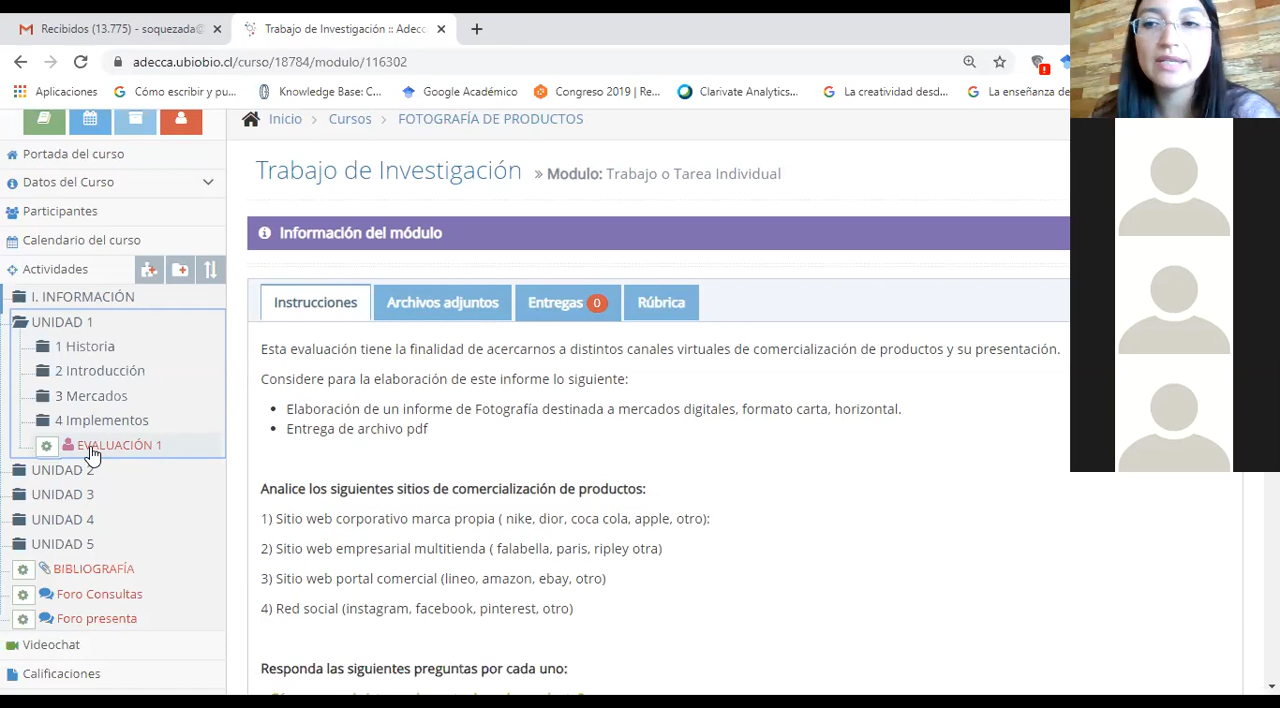 Recibidos (13.775) - soquezada@
Trabajo de Investigación :: Adecc
adecca.ubiobio.cl/curso/18784/modulo/116302
Aplicaciones
Cómo escribir y pu...
Knowledge Base: C...
Google Académico
Congreso 2019 | Re...
Clarivate Analytics...
La creatividad desd...
La enseñanza de
Inicio > Cursos > FOTOGRAFÍA DE PRODUCTOS
Portada del curso
Datos del Curso
Participantes
Calendario del curso
Actividades
I. INFORMACIÓN
UNIDAD 1
1 Historia
2 Introducción
3 Mercados
4 Implementos
EVALUACIÓN 1
UNIDAD 2
UNIDAD 3
UNIDAD 4
UNIDAD 5
BIBLIOGRAFÍA
Foro Consultas
Foro presenta
Videochat
Calificaciones
Trabajo de Investigación » Modulo: Trabajo o Tarea Individual
Información del módulo
Instrucciones
Archivos adjuntos
Entregas 0
Rúbrica
Esta evaluación tiene la finalidad de acercarnos a distintos canales virtuales de comercialización de productos y su presentación.
Considere para la elaboración de este informe lo siguiente:
• Elaboración de un informe de Fotografía destinada a mercados digitales, formato carta, horizontal.
• Entrega de archivo pdf
Analice los siguientes sitios de comercialización de productos:
1) Sitio web corporativo marca propia ( nike, dior, coca cola, apple, otro):
2) Sitio web empresarial multitienda ( falabella, paris, ripley otra)
3) Sitio web portal comercial (lineo, amazon, ebay, otro)
4) Red social (instagram, facebook, pinterest, otro)
Responda las siguientes preguntas por cada uno: